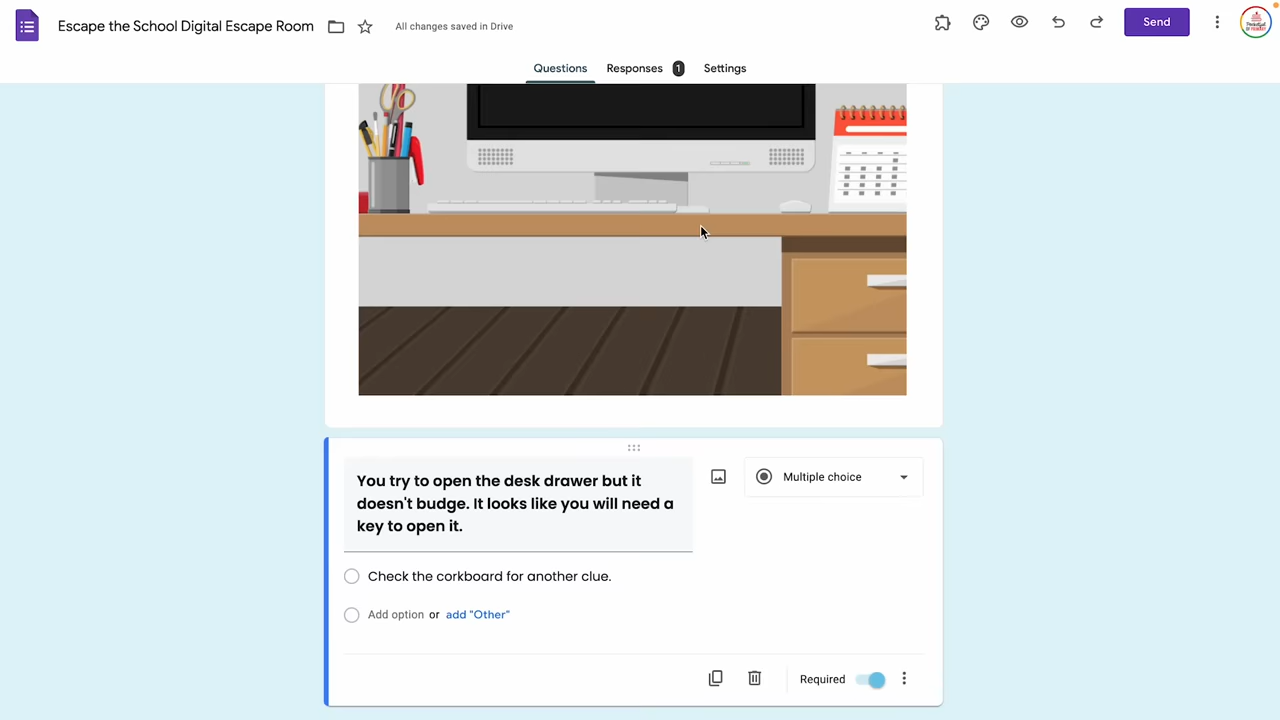 Escape the School Digital Escape Room
All changes saved in Drive
Send
Questions
Responses 1
Settings
You try to open the desk drawer but it
doesn't budge. It looks like you will need a
key to open it.
Multiple choice
Check the corkboard for another clue.
Add option or add "Other"
Required